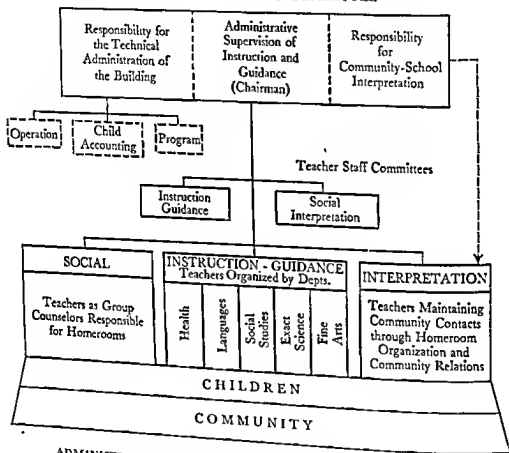 Responsibility for
the Technical
Administration of
the Building
Administrative
Supervision of
Instruction and
Guidance
(Chairman)
Responsibility
for
Community-School
Interpretation
Operation
Child
Accounting
Program
Teacher Staff Committees
Instruction
Guidance
Social
Interpretation
SOCIAL
Teachers as Group
Counselors Responsible
for Homerooms
INSTRUCTION - GUIDANCE
Teachers Organized by Depts.
Health
Languages
Social
Studies
Exact
Science
Fine
Arts
INTERPRETATION
Teachers Maintaining
Community Contacts
through Homeroom
Organization and
Community Relations
CHILDREN
COMMUNITY